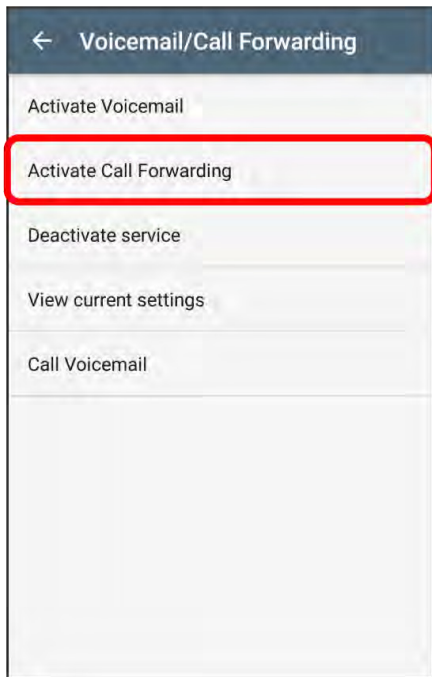 Voicemail/Call Forwarding
Activate Voicemail
Activate Call Forwarding
Deactivate service
View current settings
Call Voicemail